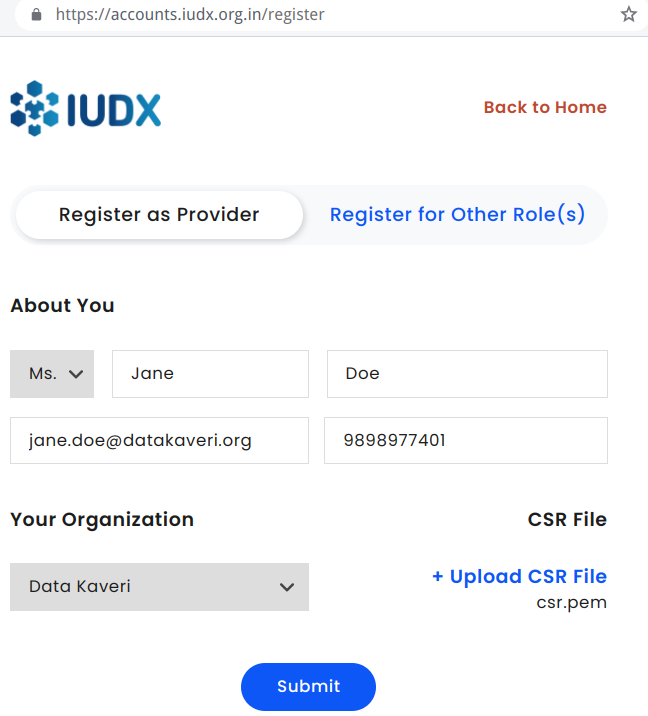 https://accounts.iudx.org.in/register
IUDX
Back to Home
Register as Provider Register for Other Role(s)
About You
Ms. Jane Doe
jane.doe@datakaveri.org 9898977401
Your Organization CSR File
Data Kaveri + Upload CSR File
csr.pem
Submit